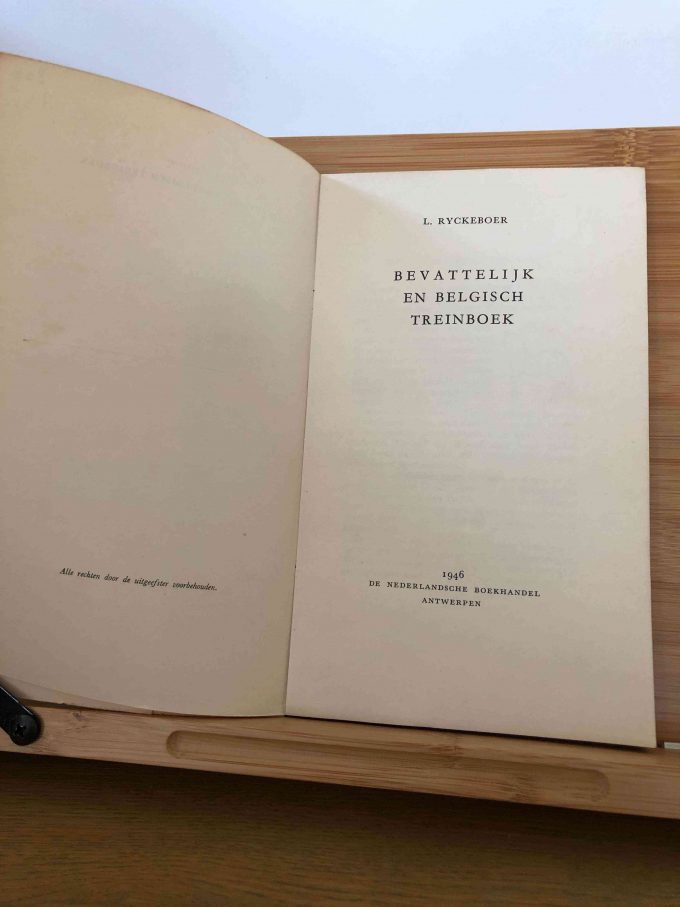 Alle rechten door de uitgeefster voorbehouden.
L. RYCKEBOER
BEVATTELIJK
EN BELGISCH
TREINBOEK
1946
DE NEDERLANDSCHE BOEKHANDEL
ANTWERPEN